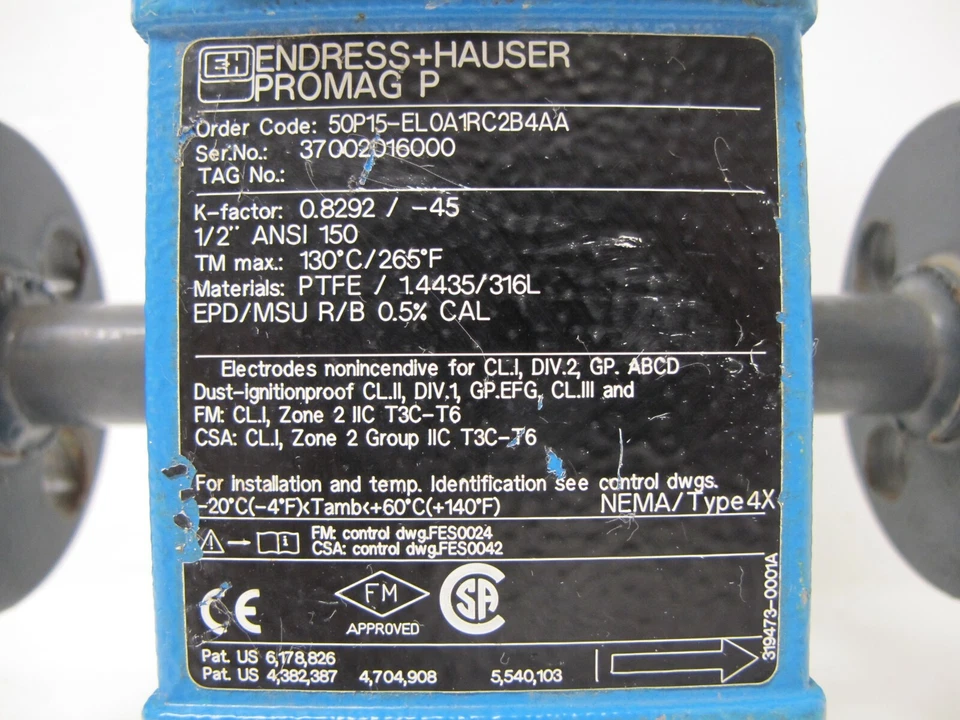 EH ENDRESS+HAUSER
PROMAG P
Order Code: 50P15-EL0A1RC2B4AA
Ser.No.: 37002016000
TAG No.:
K-factor: 0.8292 / -45
1/2" ANSI 150
TM max.: 130°C/265°F
Materials: PTFE / 1.4435/316L
EPD/MSU R/B 0.5% CAL
Electrodes nonincendive for CL.I, DIV.2, GP. ABCD
Dust-ignitionproof CL.II, DIV.1, GP.EFG, CL.III and
FM: CL.I, Zone 2 IIC T3C-T6
CSA: CL.I, Zone 2 Group IIC T3C-T6
For installation and temp. Identification see control dwgs.
-20°C(-4°F)<Tamb<+60°C(+140°F) NEMA/Type4X
FM: control dwg.FES0024
CSA: control dwg.FES0042
CE FM APPROVED CSA
319473-0001A
Pat. US 6,178,826
Pat. US 4,382,387 4,704,908 5,540,103